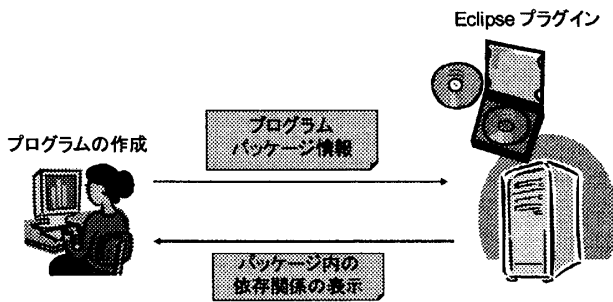 Eclipse プラグイン
プログラムの作成
プログラム
パッケージ情報
パッケージ内の
依存関係の表示